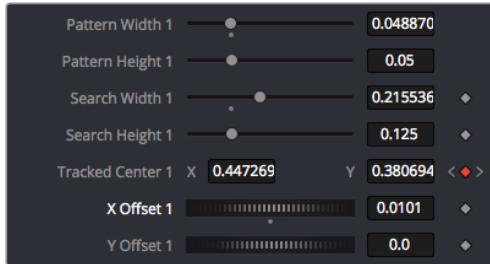 Pattern Width 1 0.048870
Pattern Height 1 0.05
Search Width 1 0.215536
Search Height 1 0.125
Tracked Center 1 X 0.447269 Y 0.380694
X Offset 1 0.0101
Y Offset 1 0.0